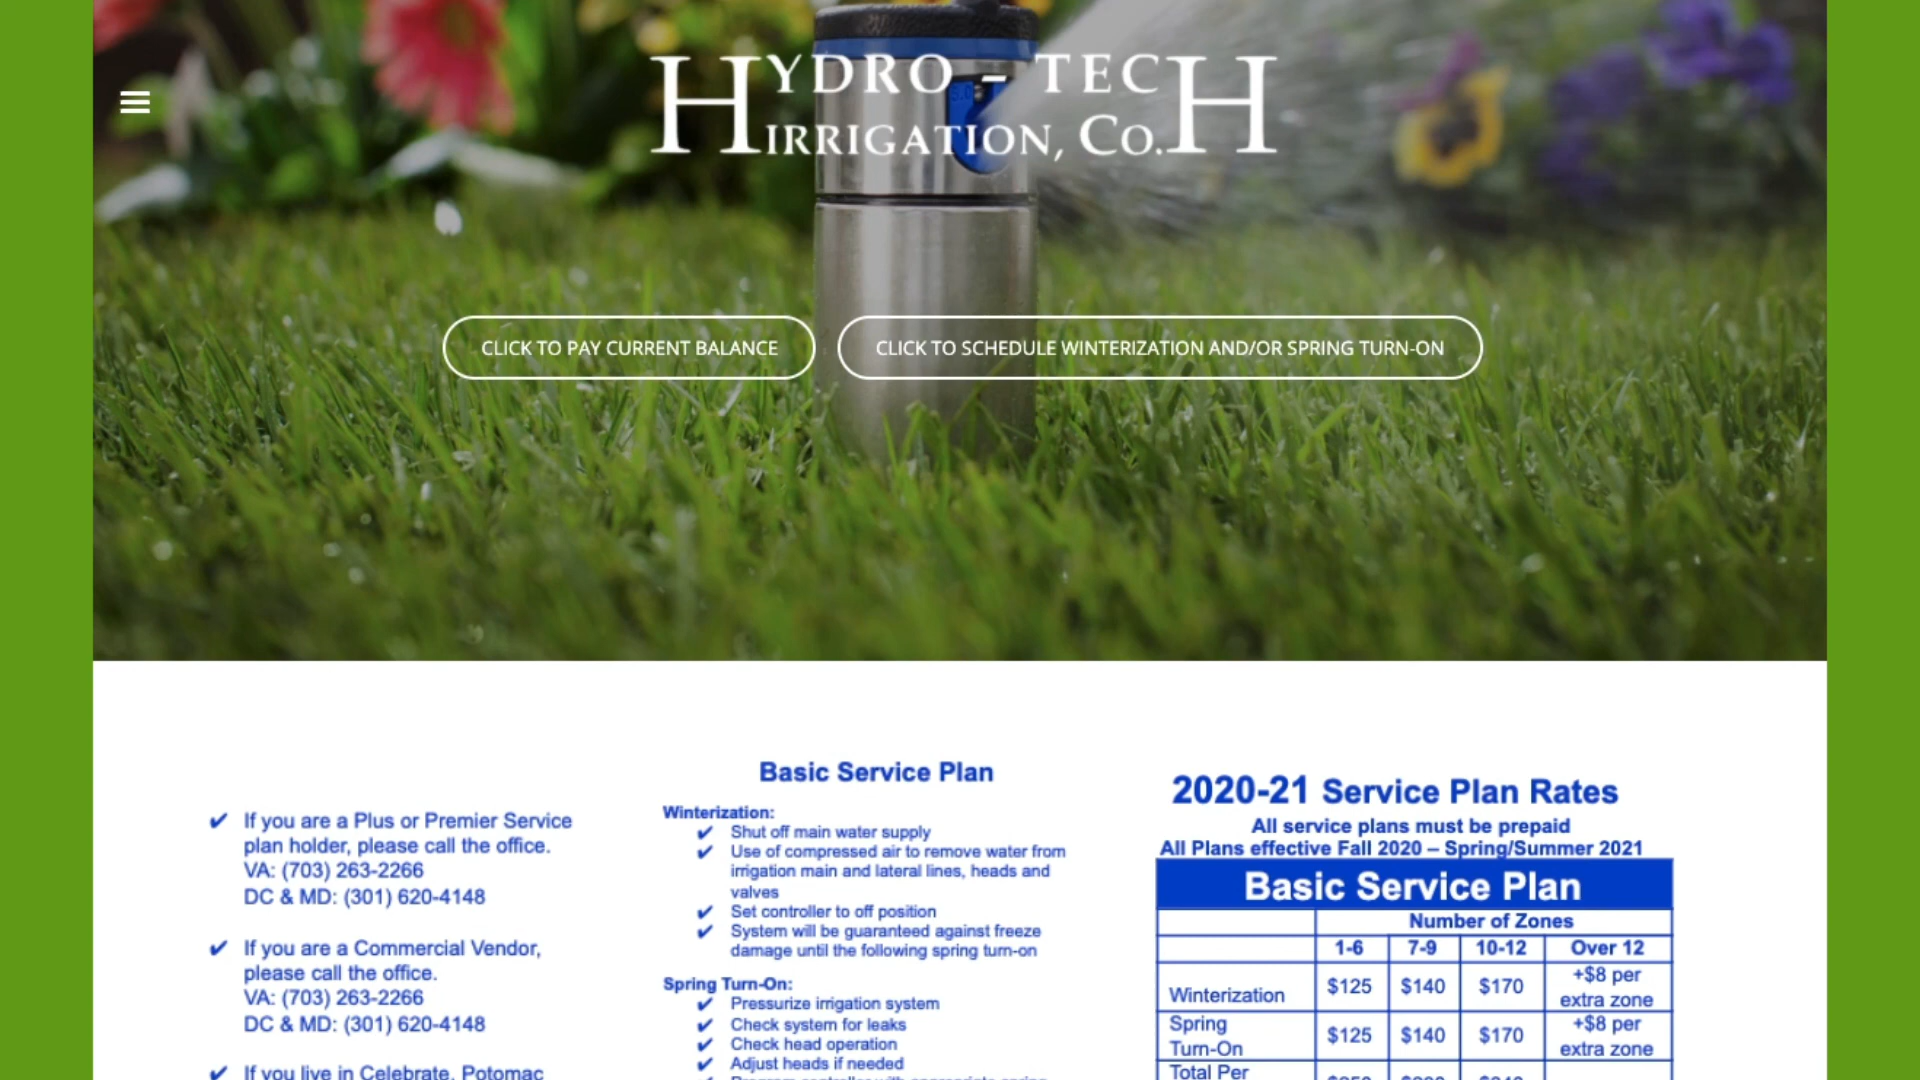 HYDRO - TECH
IRRIGATION, CO.
CLICK TO PAY CURRENT BALANCE
CLICK TO SCHEDULE WINTERIZATION AND/OR SPRING TURN-ON
✔ If you are a Plus or Premier Service
plan holder, please call the office.
VA: (703) 263-2266
DC & MD: (301) 620-4148
✔ If you are a Commercial Vendor,
please call the office.
VA: (703) 263-2266
DC & MD: (301) 620-4148
✔ If you live in Celebrate, Potomac
Basic Service Plan
Winterization:
✔ Shut off main water supply
✔ Use of compressed air to remove water from
irrigation main and lateral lines, heads and
valves
✔ Set controller to off position
✔ System will be guaranteed against freeze
damage until the following spring turn-on
Spring Turn-On:
✔ Pressurize irrigation system
✔ Check system for leaks
✔ Check head operation
✔ Adjust heads if needed
2020-21 Service Plan Rates
All service plans must be prepaid
All Plans effective Fall 2020 – Spring/Summer 2021
Basic Service Plan
Number of Zones
1-6 7-9 10-12 Over 12
Winterization $125 $140 $170 +$8 per
extra zone
Spring
Turn-On $125 $140 $170 +$8 per
extra zone
Total Per